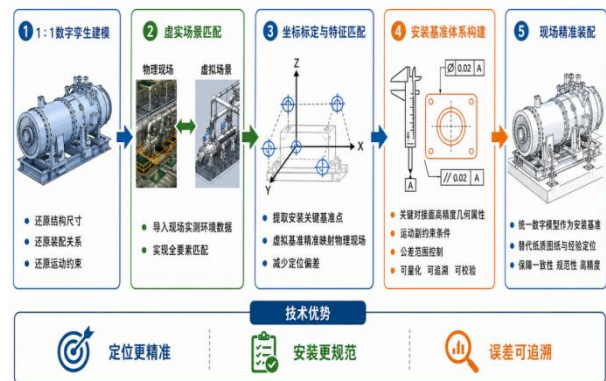 1 1：1数字孪生建模
还原结构尺寸
还原装配关系
还原运动约束
2 虚实场景匹配
物理现场 虚拟场景
导入现场实测环境数据
实现全要素匹配
3 坐标标定与特征匹配
Z
X
Y
提取安装关键基准点
虚拟基准精准映射物理现场
减少定位偏差
4 安装基准体系构建
Ø 0.02 A
// 0.02 A
A
关键对接面高精度几何属性
运动副约束条件
公差范围控制
可量化 可追溯 可校验
5 现场精准装配
统一数字模型作为安装基准
替代纸质图纸与经验定位
保障一致性 规范性 高精度
技术优势
定位更精准
安装更规范
误差可追溯